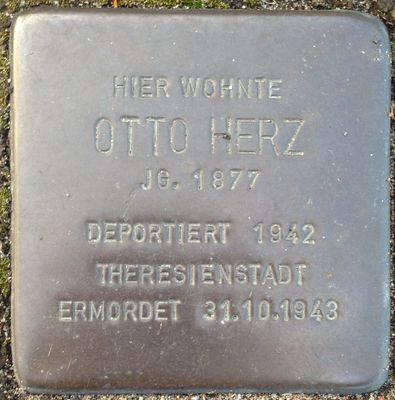 HIER WOHNTE
OTTO HERZ
JG. 1877
DEPORTIERT 1942
THERESIENSTADT
ERMORDET 31.10.1943